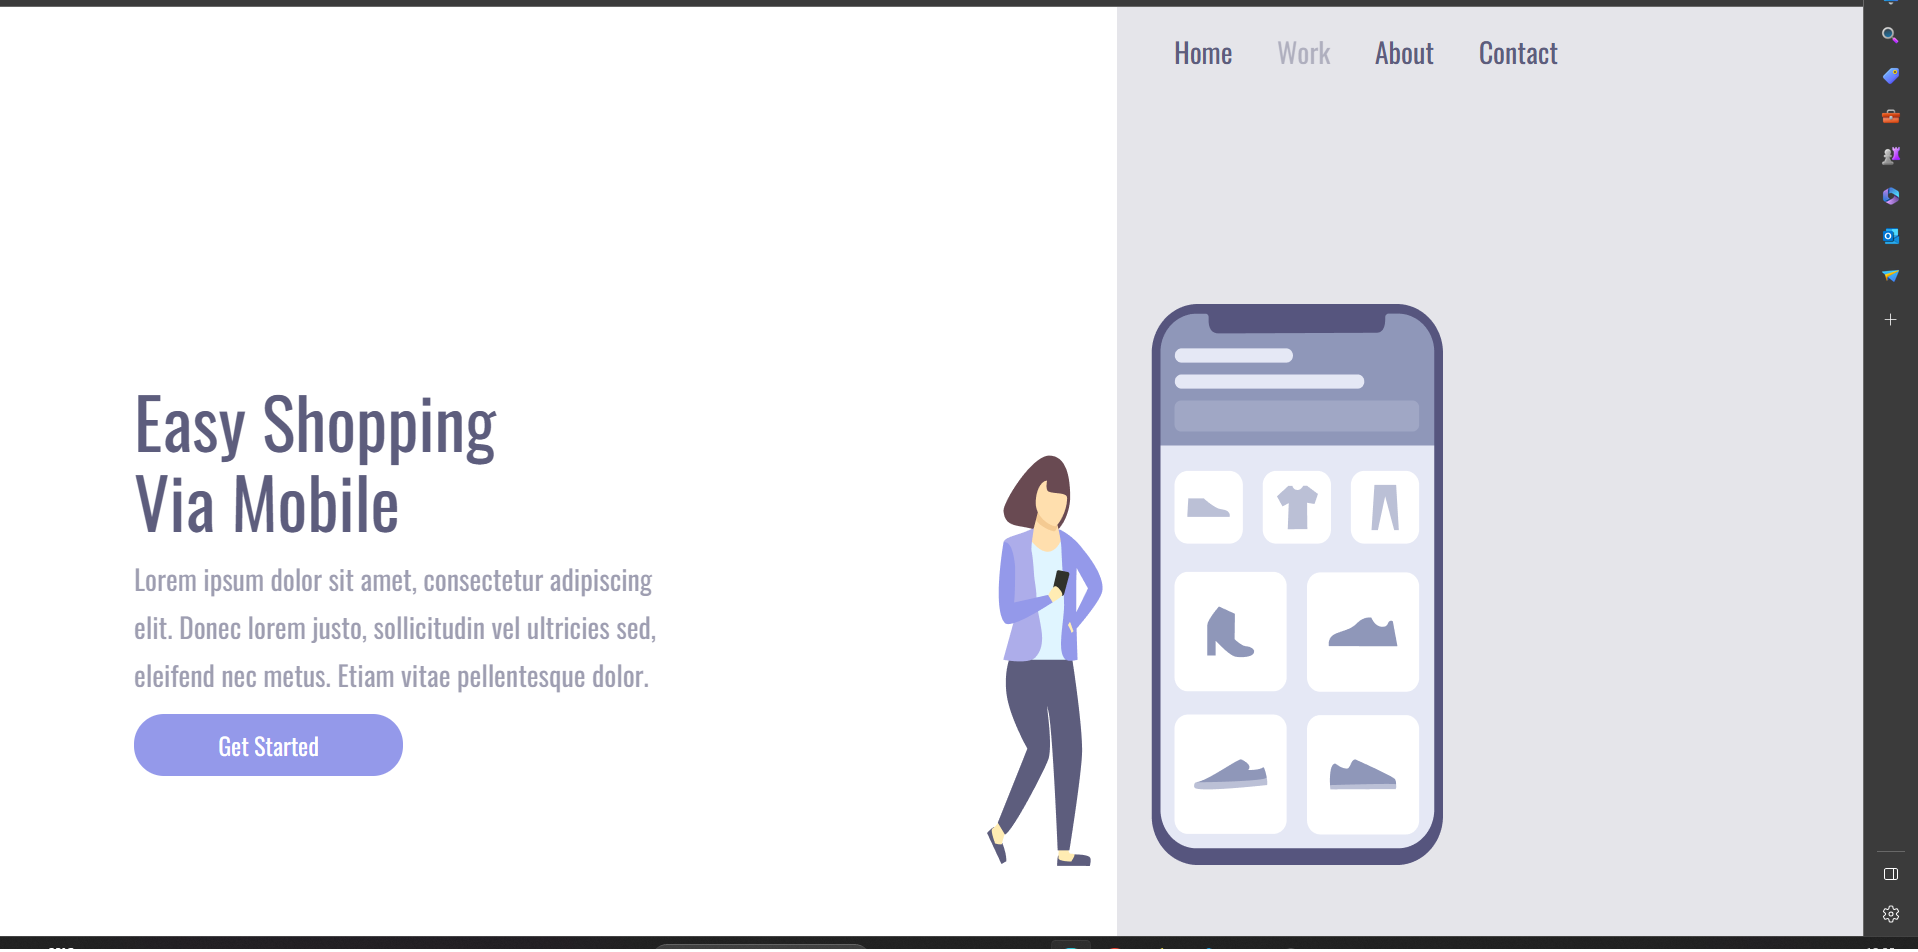 Home Work About Contact
Easy Shopping
Via Mobile
Lorem ipsum dolor sit amet, consectetur adipiscing
elit. Donec lorem justo, sollicitudin vel ultricies sed,
eleifend nec metus. Etiam vitae pellentesque dolor.
Get Started